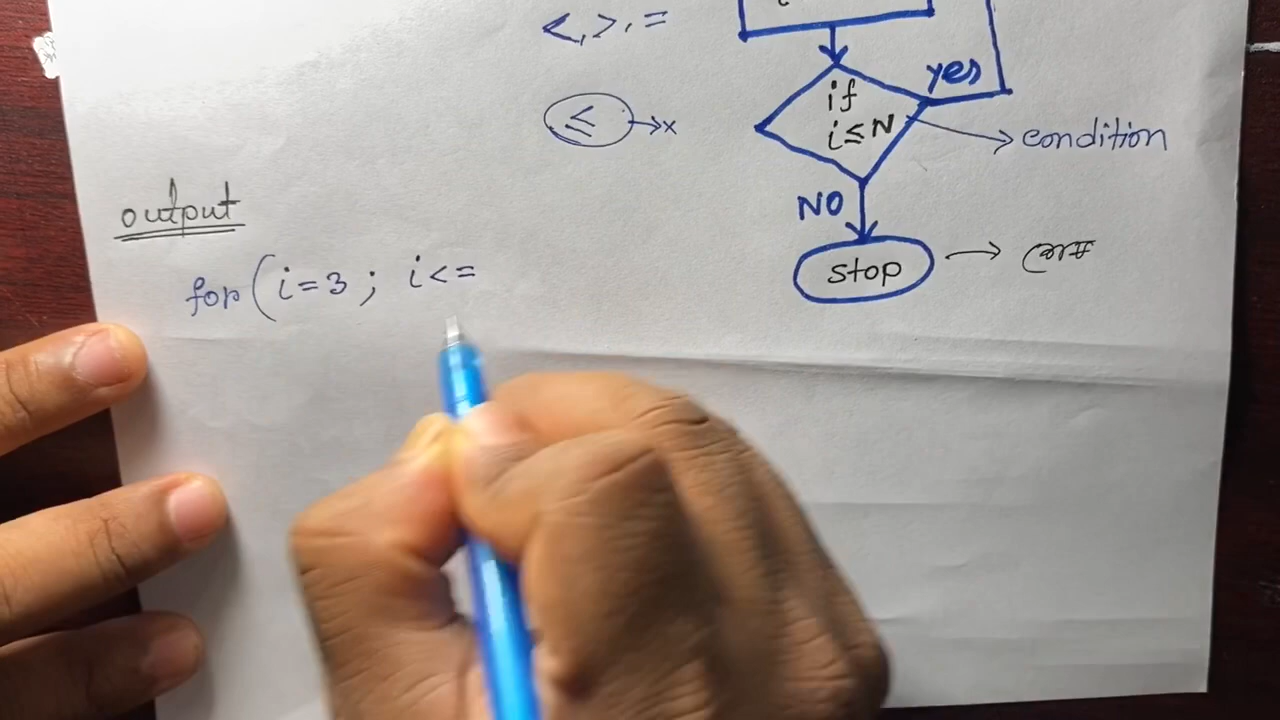 <, >, =
yes
if
i≤N
≤ → x
condition
NO
output
stop → শেষ
for (i=3; i<=